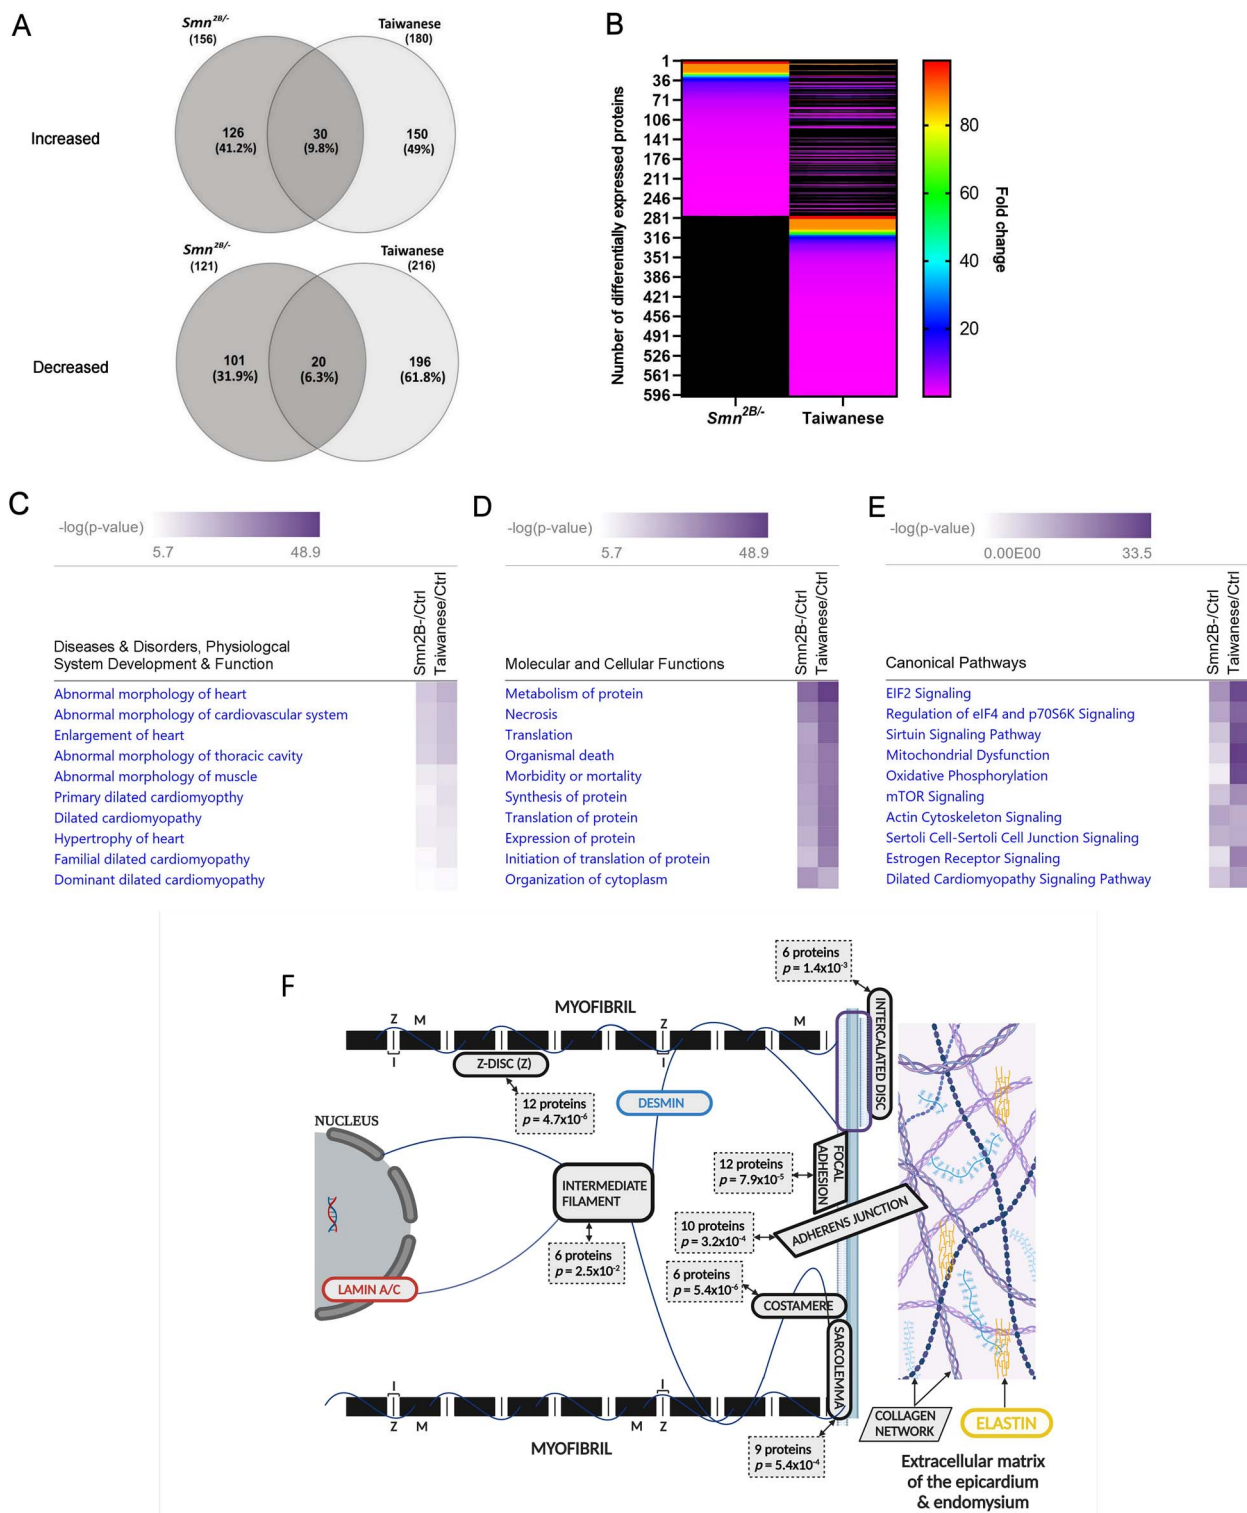 A
Smn2B/-
(156)
Taiwanese
(180)
Increased
126
(41.2%)
30
(9.8%)
150
(49%)
Smn2B/-
(121)
Taiwanese
(216)
Decreased
101
(31.9%)
20
(6.3%)
196
(61.8%)
B
Number of differentially expressed proteins
1
36
71
106
141
176
211
246
281
316
351
386
421
456
491
526
561
596
Smn2B/-
Taiwanese
80
60
40
20
Fold change
C
-log(p-value)
5.7
48.9
Smn2B-/Ctrl
Taiwanese/Ctrl
Diseases & Disorders, Physiologcal
System Development & Function
Abnormal morphology of heart
Abnormal morphology of cardiovascular system
Enlargement of heart
Abnormal morphology of thoracic cavity
Abnormal morphology of muscle
Primary dilated cardiomyopthy
Dilated cardiomyopathy
Hypertrophy of heart
Familial dilated cardiomyopathy
Dominant dilated cardiomyopathy
D
-log(p-value)
5.7
48.9
Smn2B-/Ctrl
Taiwanese/Ctrl
Molecular and Cellular Functions
Metabolism of protein
Necrosis
Translation
Organismal death
Morbidity or mortality
Synthesis of protein
Translation of protein
Expression of protein
Initiation of translation of protein
Organization of cytoplasm
E
-log(p-value)
0.00E00
33.5
Smn2B-/Ctrl
Taiwanese/Ctrl
Canonical Pathways
EIF2 Signaling
Regulation of eIF4 and p70S6K Signaling
Sirtuin Signaling Pathway
Mitochondrial Dysfunction
Oxidative Phosphorylation
mTOR Signaling
Actin Cytoskeleton Signaling
Sertoli Cell-Sertoli Cell Junction Signaling
Estrogen Receptor Signaling
Dilated Cardiomyopathy Signaling Pathway
F
6 proteins
p = 1.4x10-3
INTERCALATED DISC
MYOFIBRIL
Z
M
Z
M
I
I
Z-DISC (Z)
12 proteins
p = 4.7x10-6
DESMIN
NUCLEUS
INTERMEDIATE
FILAMENT
6 proteins
p = 2.5x10-2
12 proteins
p = 7.9x10-5
FOCAL
ADHESION
10 proteins
p = 3.2x10-4
ADHERENS JUNCTION
6 proteins
p = 5.4x10-6
COSTAMERE
LAMIN A/C
SARCOLEMMA
I
I
Z
M
M
Z
MYOFIBRIL
9 proteins
p = 5.4x10-4
COLLAGEN
NETWORK
ELASTIN
Extracellular matrix
of the epicardium
& endomysium